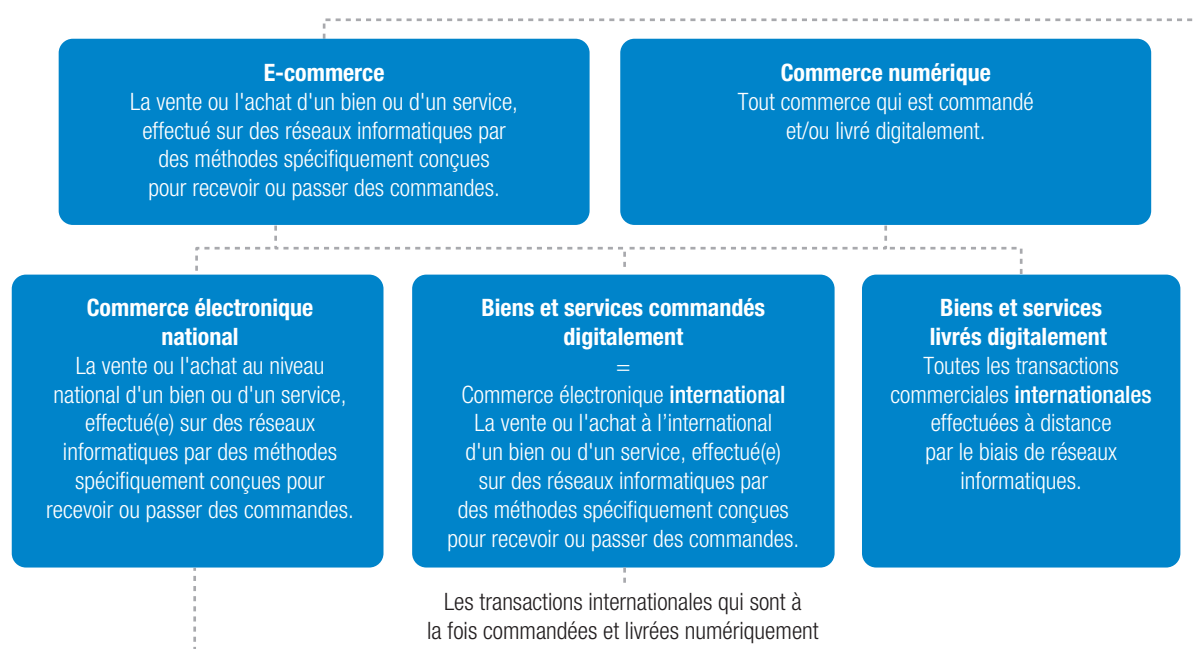 E-commerce
La vente ou l'achat d'un bien ou d'un service,
effectué sur des réseaux informatiques par
des méthodes spécifiquement conçues
pour recevoir ou passer des commandes.
Commerce numérique
Tout commerce qui est commandé
et/ou livré digitalement.
Commerce électronique
national
La vente ou l'achat au niveau
national d'un bien ou d'un service,
effectué(e) sur des réseaux
informatiques par des méthodes
spécifiquement conçues pour
recevoir ou passer des commandes.
Biens et services commandés
digitalement
=
Commerce électronique international
La vente ou l'achat à l’international
d'un bien ou d'un service, effectué(e)
sur des réseaux informatiques par
des méthodes spécifiquement conçues
pour recevoir ou passer des commandes.
Biens et services
livrés digitalement
Toutes les transactions
commerciales internationales
effectuées à distance
par le biais de réseaux
informatiques.
Les transactions internationales qui sont à
la fois commandées et livrées numériquement